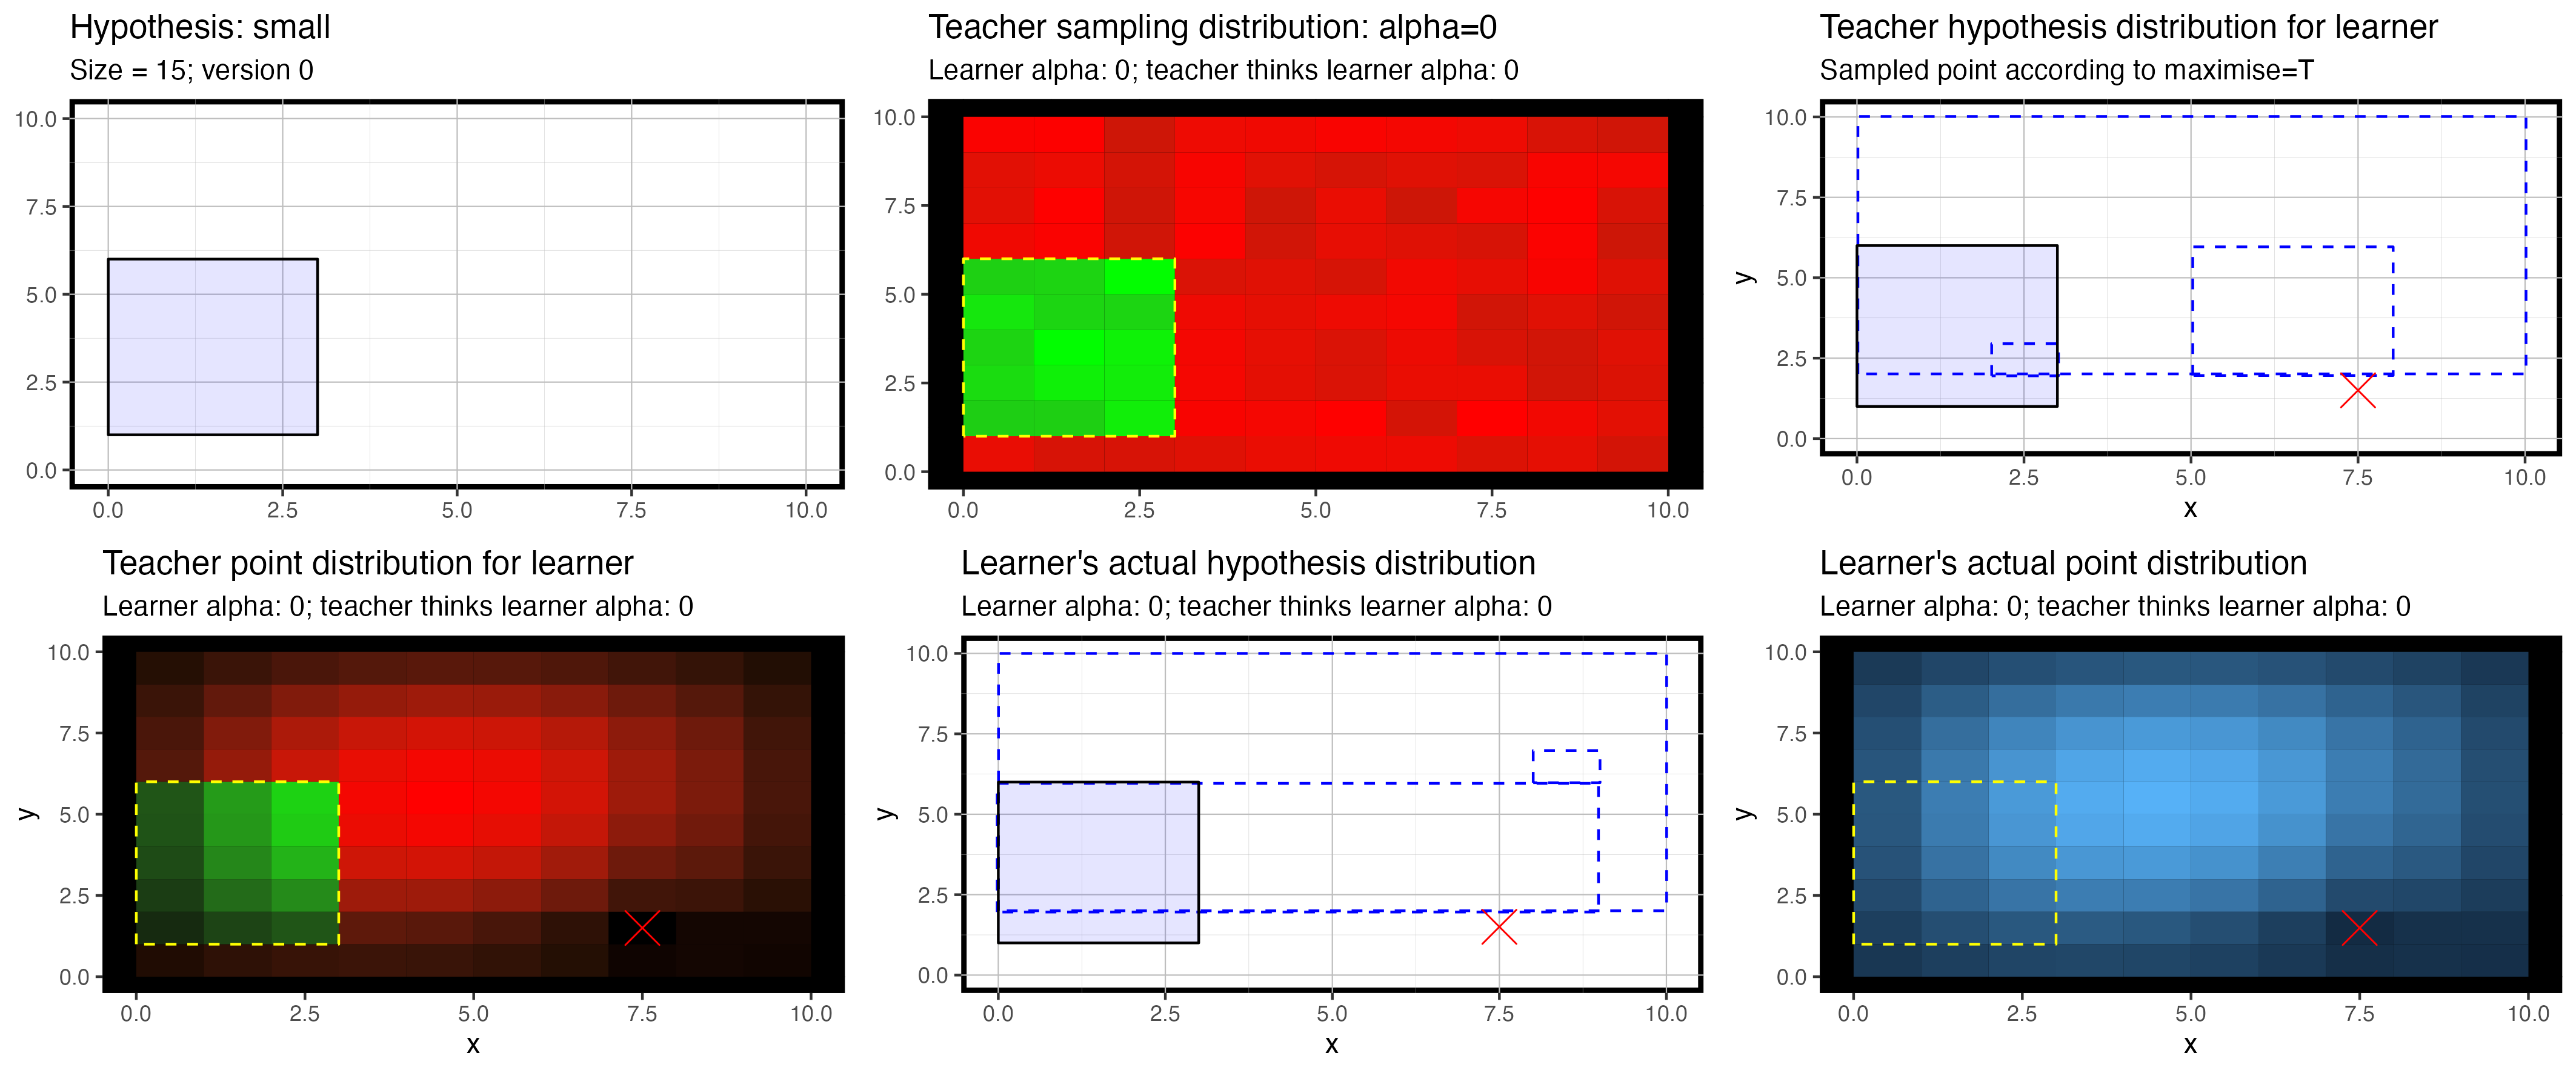 Hypothesis: small
Size = 15; version 0
10.0
7.5
5.0
2.5
0.0
0.0 2.5 5.0 7.5 10.0
Teacher sampling distribution: alpha=0
Learner alpha: 0; teacher thinks learner alpha: 0
10.0
7.5
5.0
2.5
0.0
0.0 2.5 5.0 7.5 10.0
Teacher hypothesis distribution for learner
Sampled point according to maximise=T
10.0
7.5
5.0
2.5
0.0
y
0.0 2.5 5.0 7.5 10.0
x
Teacher point distribution for learner
Learner alpha: 0; teacher thinks learner alpha: 0
10.0
7.5
5.0
2.5
0.0
y
0.0 2.5 5.0 7.5 10.0
x
Learner's actual hypothesis distribution
Learner alpha: 0; teacher thinks learner alpha: 0
10.0
7.5
5.0
2.5
0.0
y
0.0 2.5 5.0 7.5 10.0
x
Learner's actual point distribution
Learner alpha: 0; teacher thinks learner alpha: 0
10.0
7.5
5.0
2.5
0.0
y
0.0 2.5 5.0 7.5 10.0
x